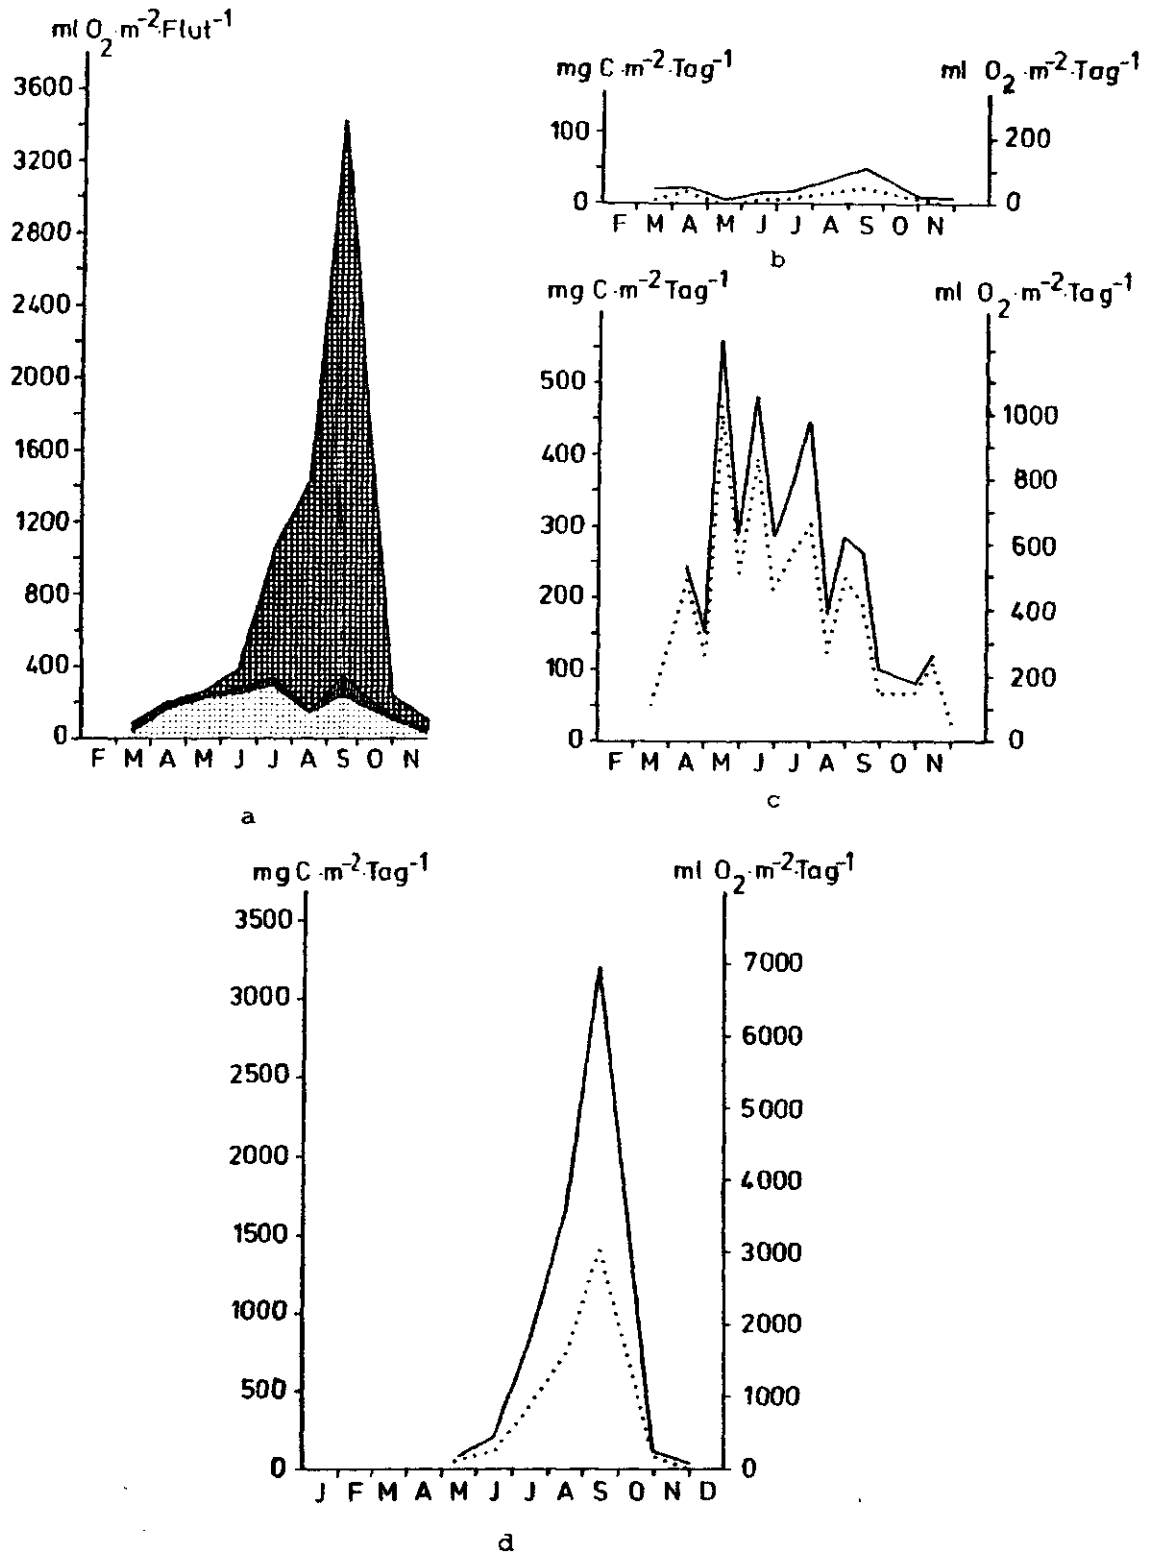 ml O₂·m⁻²·Flut⁻¹
3600
3200
2800
2400
2000
1600
1200
800
400
0
F M A M J J A S O N
a
mg C·m⁻²·Tag⁻¹ ml O₂·m⁻²·Tag⁻¹
100 200
0 0
F M A M J J A S O N
b
mg C·m⁻²Tag⁻¹ ml O₂·m⁻²·Tag⁻¹
500 1000
400 800
300 600
200 400
100 200
0 0
F M A M J J A S O N
c
mg C·m⁻²·Tag⁻¹ ml O₂·m⁻²·Tag⁻¹
3500 7000
3000 6000
2500 5000
2000 4000
1500 3000
1000 2000
500 1000
0 0
J F M A M J J A S O N D
d